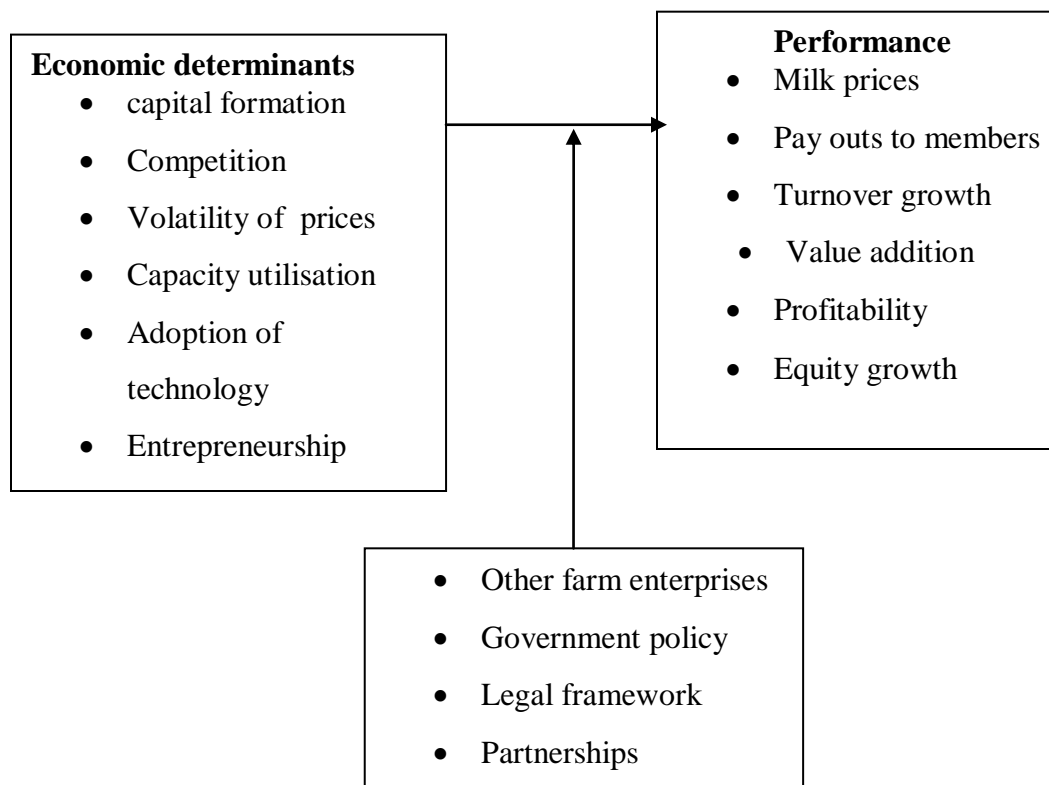 Economic determinants
• capital formation
• Competition
• Volatility of prices
• Capacity utilisation
• Adoption of
technology
• Entrepreneurship
Performance
• Milk prices
• Pay outs to members
• Turnover growth
• Value addition
• Profitability
• Equity growth
• Other farm enterprises
• Government policy
• Legal framework
• Partnerships